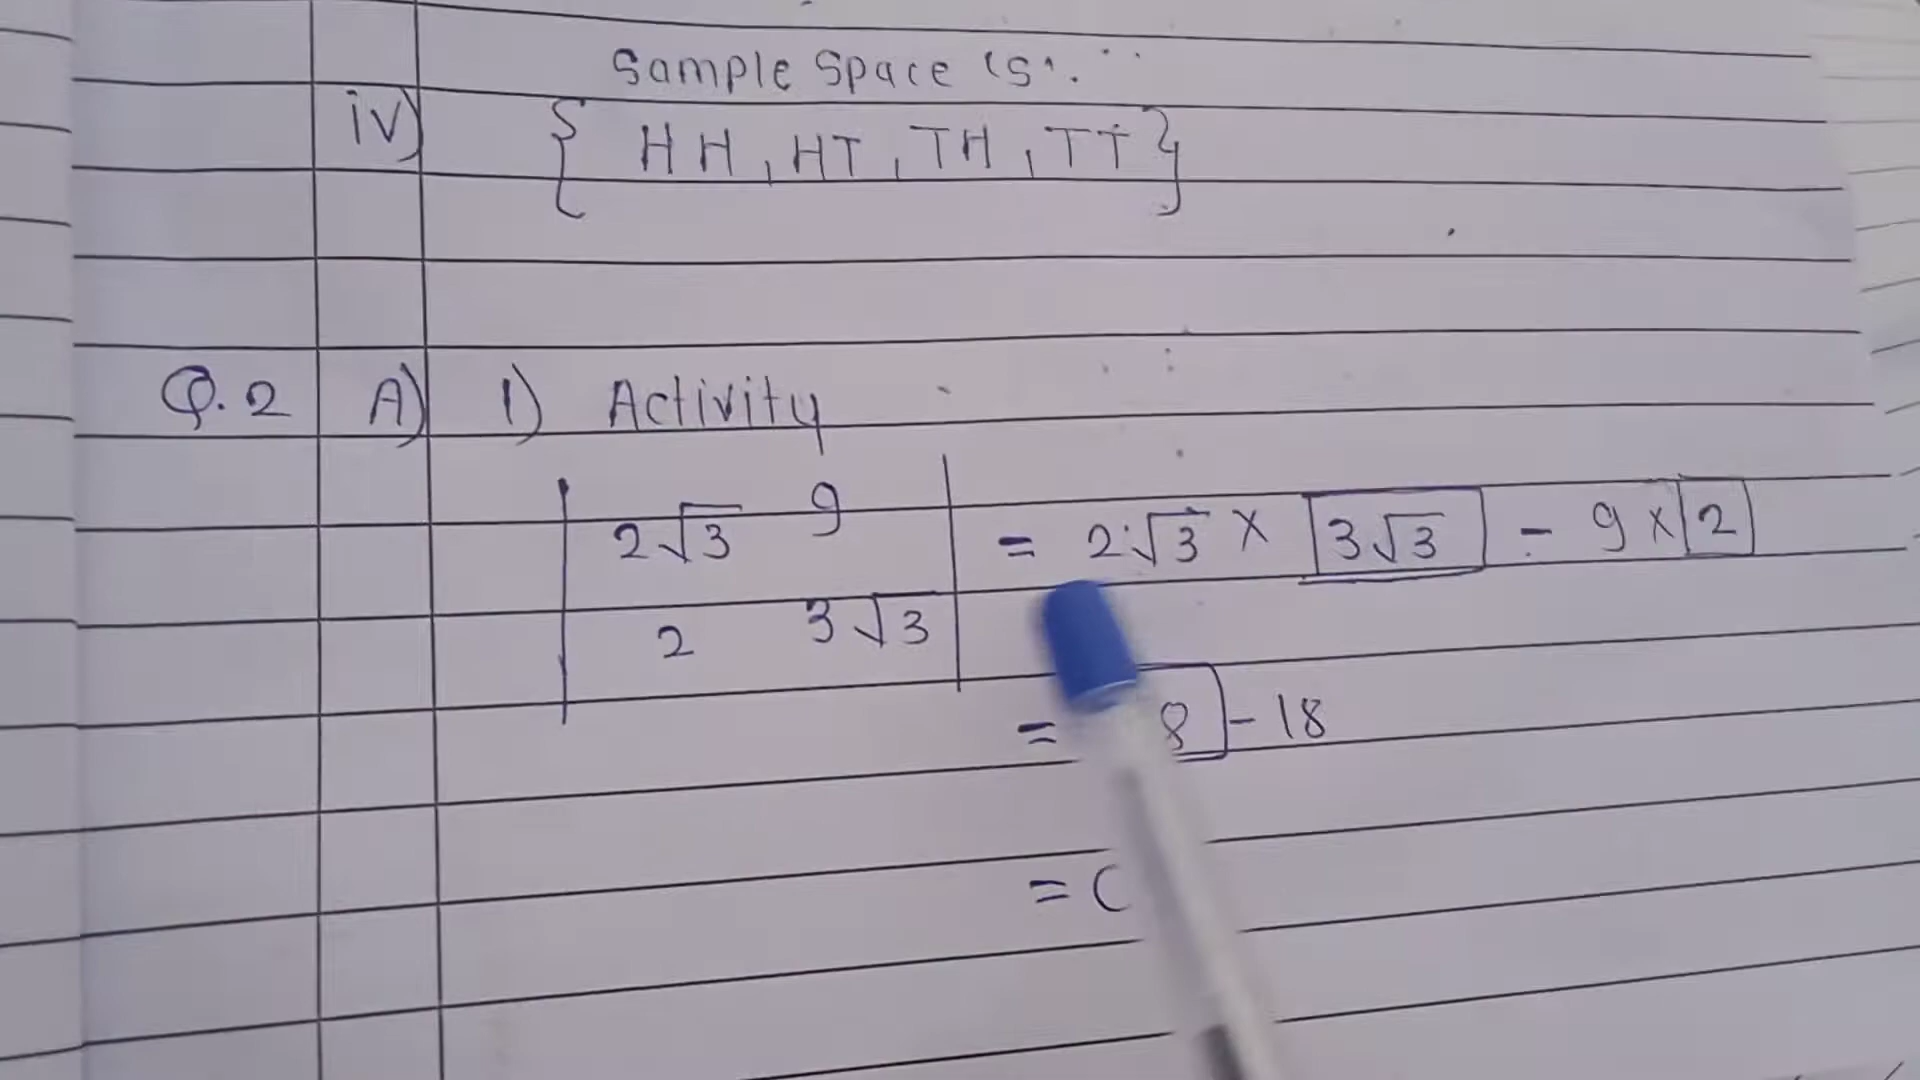 Sample Space is:
iv) { HH, HT, TH, TT }
Q.2 A) 1) Activity
| 2√3 9 | = 2√3 × 3√3 - 9 × 2
| 2 3√3 |
= 8 - 18
=